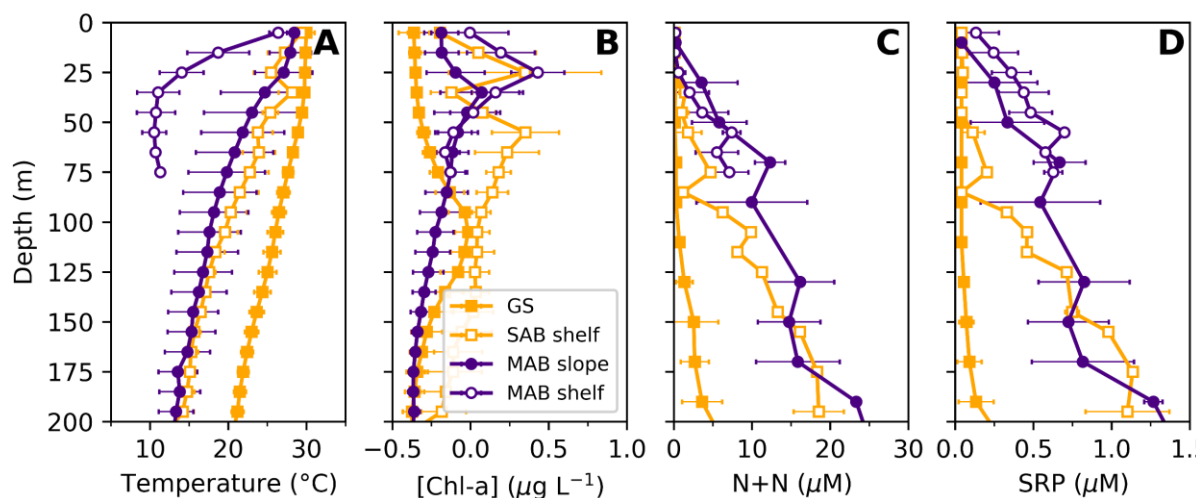 A
B
C
D
0
25
50
75
100
125
150
175
200
Depth (m)
10 20 30
Temperature (°C)
−0.5 0.0 0.5 1.0
[Chl-a] (μg L⁻¹)
0 10 20 30
N+N (μM)
0.0 0.5 1.0 1.5
SRP (μM)
GS
SAB shelf
MAB slope
MAB shelf